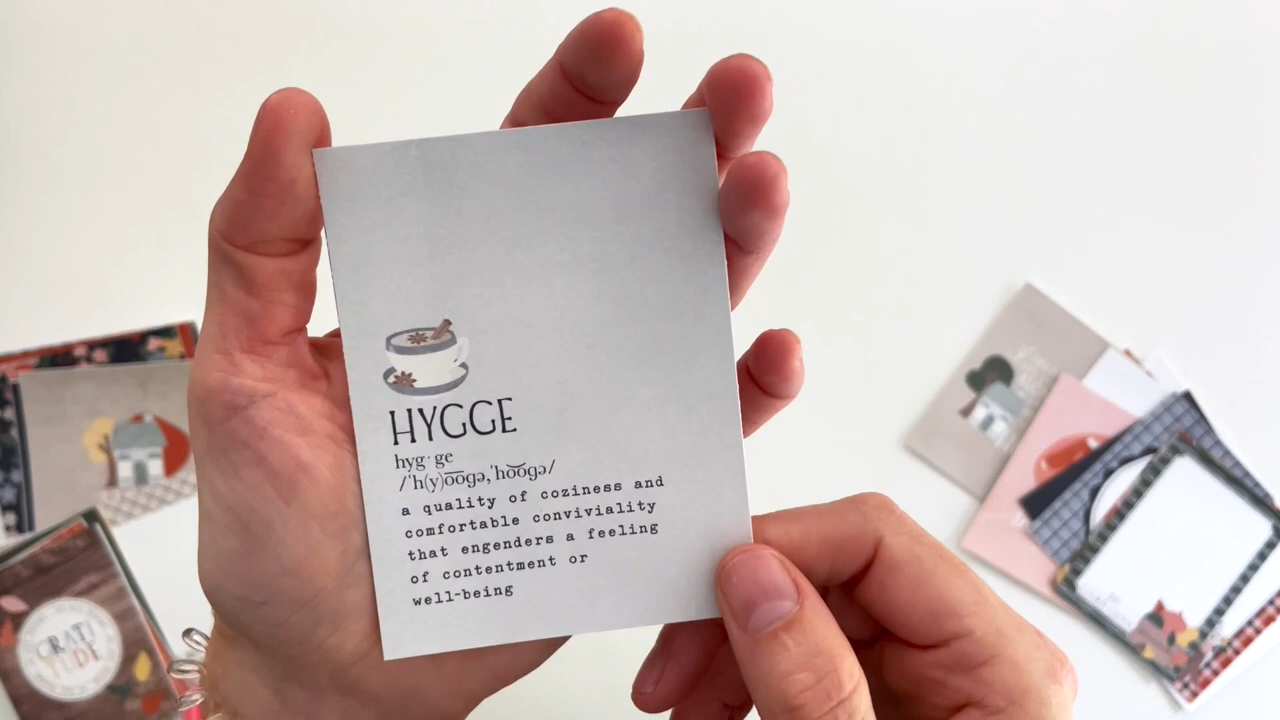 HYGGE
hyg·ge
/ˈh(y)o͞oɡə,ˈho͝oɡə/
a quality of coziness and
comfortable conviviality
that engenders a feeling
of contentment or
well-being
GRATI
TUDE